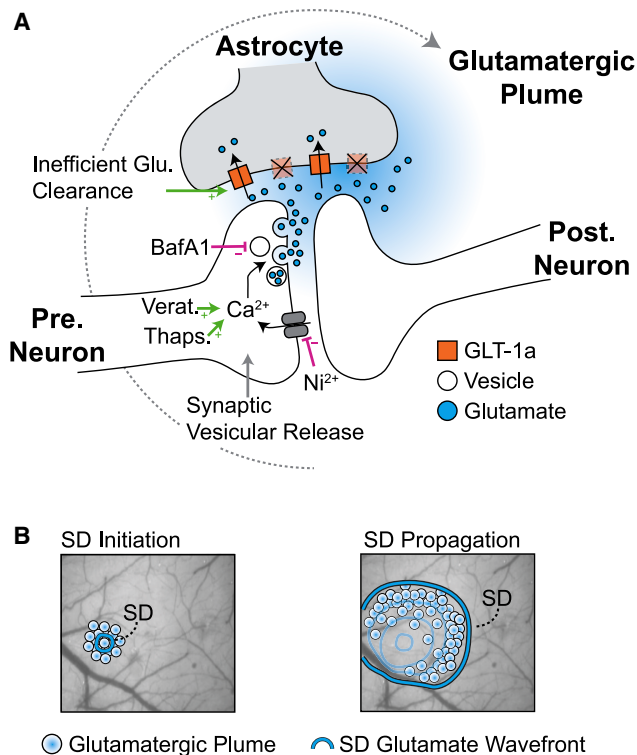 A
Astrocyte
Glutamatergic
Plume
Inefficient Glu.
Clearance
+
BafA1
–
Post.
Neuron
Verat.
+
Ca²⁺
Thaps.
+
Pre.
Neuron
–
Ni²⁺
Synaptic
Vesicular Release
GLT-1a
Vesicle
Glutamate
B
SD Initiation
SD Propagation
SD
SD
Glutamatergic Plume
SD Glutamate Wavefront